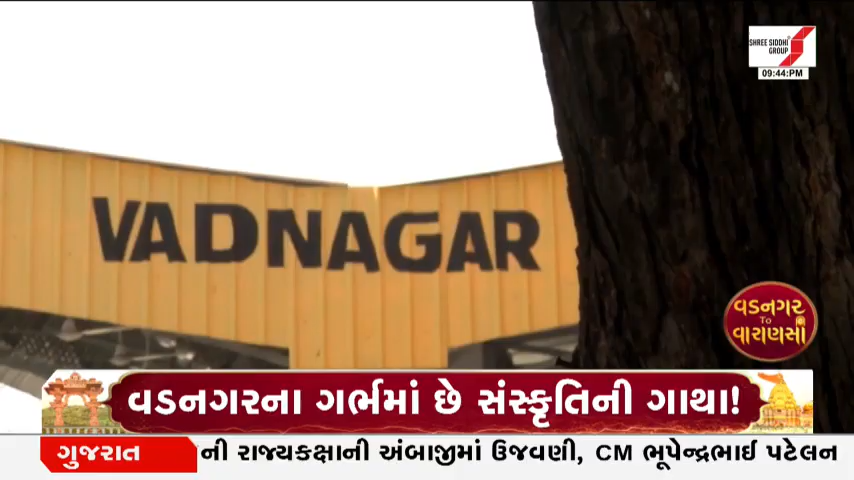 SHREE SIDDHI
GROUP
09:44:PM
VADNAGAR
વડનગર
To
વારાણસી
વડનગરના ગર્ભમાં છે સંસ્કૃતિની ગાથા!
ગુજરાત
ની રાજ્યકક્ષાની અંબાજીમાં ઉજવણી, CM ભૂપેન્દ્રભાઈ પટેલન